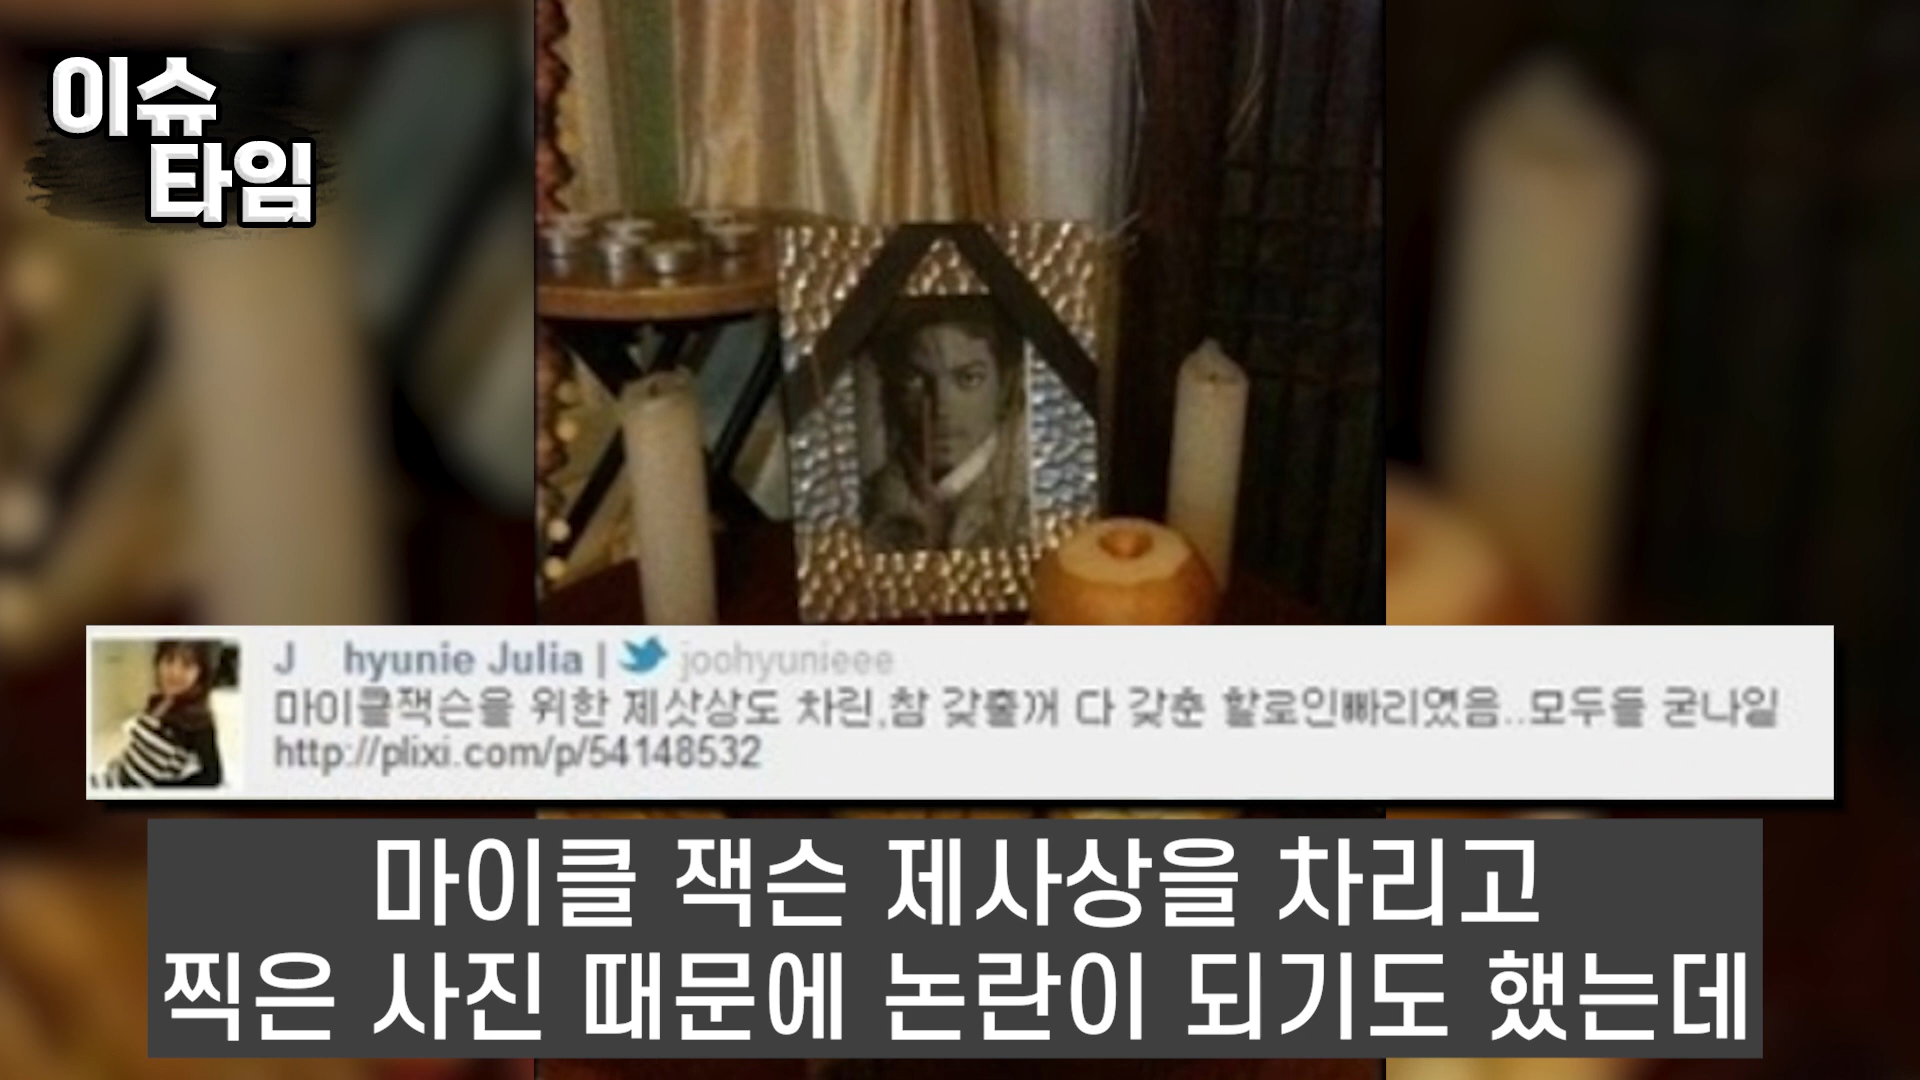 이슈
타임
J hyunie Julia | joohyunieee
마이클잭슨을 위한 제삿상도 차린,참 갖출꺼 다 갖춘 할로인빠리였음..모두들 굳나일
http://plixi.com/p/54148532
마이클 잭슨 제사상을 차리고
찍은 사진 때문에 논란이 되기도 했는데